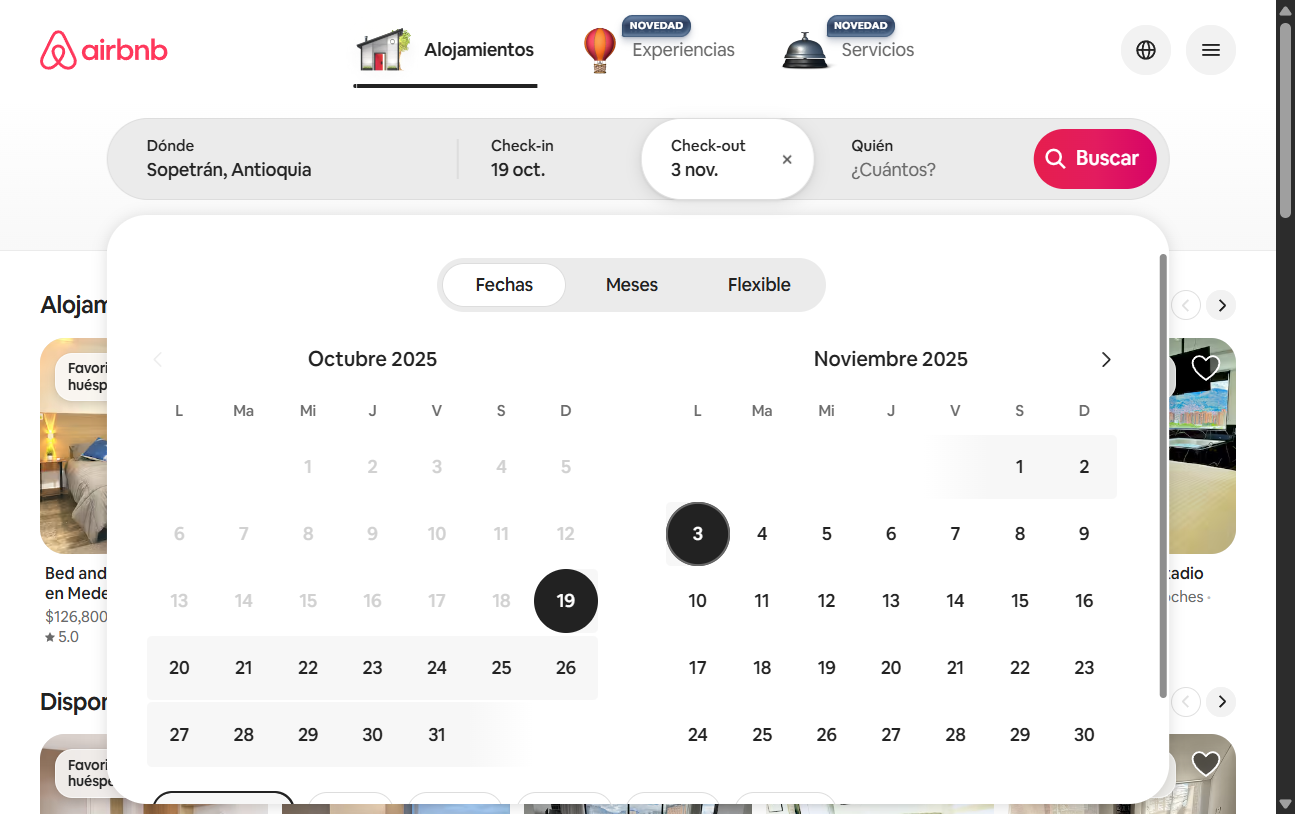 airbnb
Alojamientos
NOVEDAD
Experiencias
NOVEDAD
Servicios
Dónde
Sopetrán, Antioquia
Check-in
19 oct.
Check-out
3 nov.
Quién
¿Cuántos?
Buscar
Fechas
Meses
Flexible
Octubre 2025
L Ma Mi J V S D
1 2 3 4 5
6 7 8 9 10 11 12
13 14 15 16 17 18 19
20 21 22 23 24 25 26
27 28 29 30 31
Noviembre 2025
L Ma Mi J V S D
1 2
3 4 5 6 7 8 9
10 11 12 13 14 15 16
17 18 19 20 21 22 23
24 25 26 27 28 29 30
Alojam
Favori
huésp
Bed and
en Mede
$126,800
5.0
tadio
oches ·
Dispon
Favori
huéspe